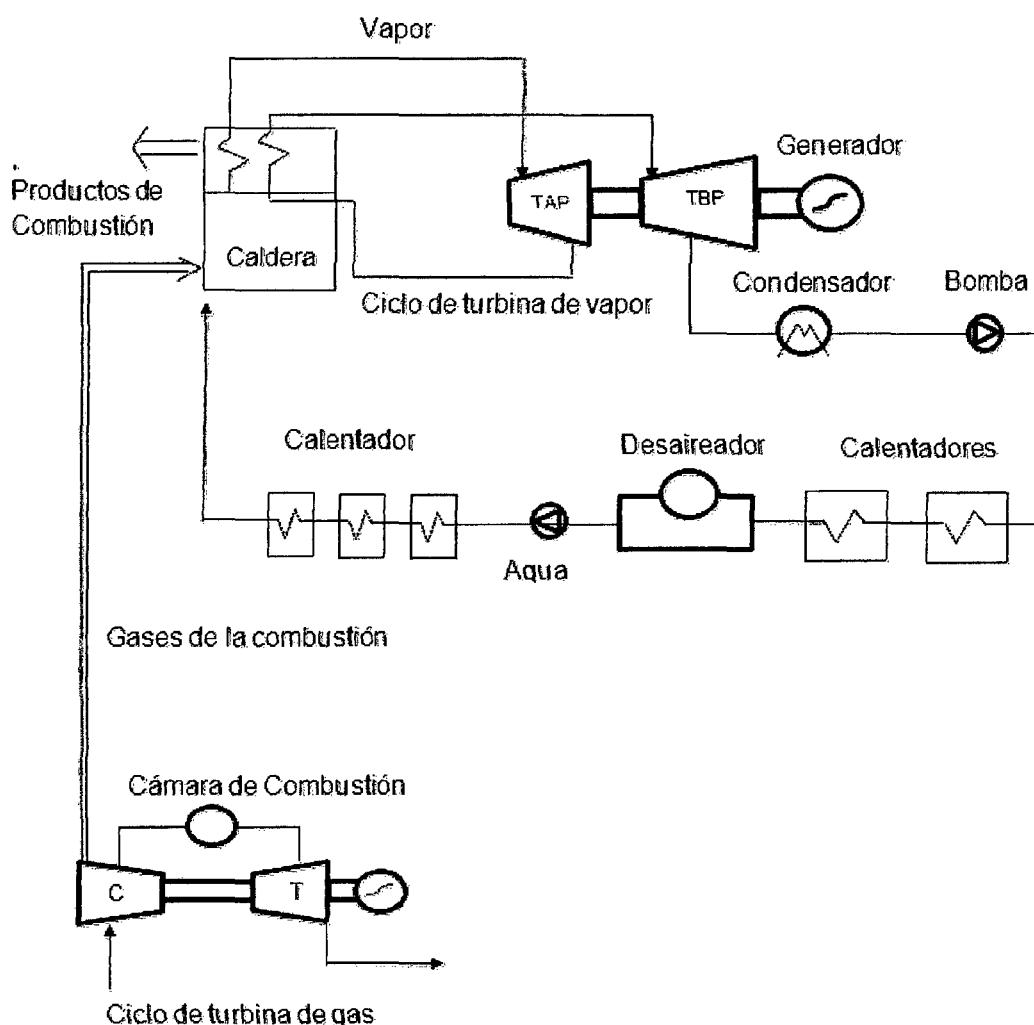 Vapor
Productos de
Combustión
Caldera
TAP
TBP
Generador
Ciclo de turbina de vapor
Condensador
Bomba
Calentador
Desaireador
Calentadores
Aqua
Gases de la combustión
Cámara de Combustión
C
T
Ciclo de turbina de gas